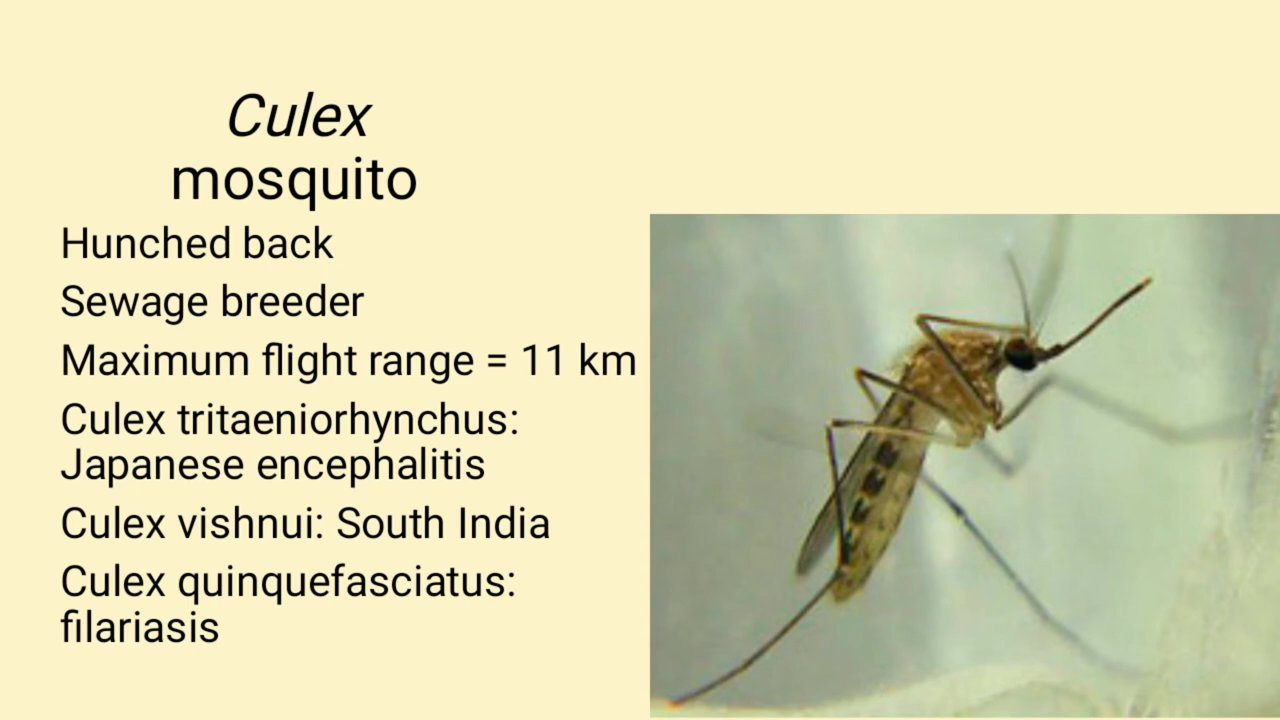 Culex
mosquito
Hunched back
Sewage breeder
Maximum flight range = 11 km
Culex tritaeniorhynchus:
Japanese encephalitis
Culex vishnui: South India
Culex quinquefasciatus:
filariasis